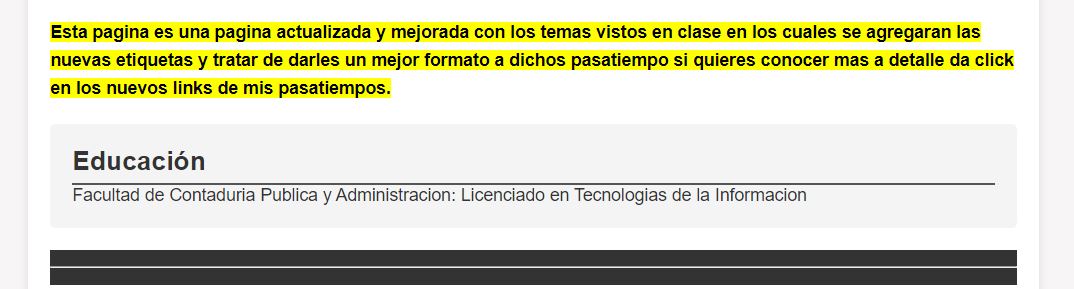 Esta pagina es una pagina actualizada y mejorada con los temas vistos en clase en los cuales se agregaran las
nuevas etiquetas y tratar de darles un mejor formato a dichos pasatiempo si quieres conocer mas a detalle da click
en los nuevos links de mis pasatiempos.
Educación
Facultad de Contaduria Publica y Administracion: Licenciado en Tecnologias de la Informacion